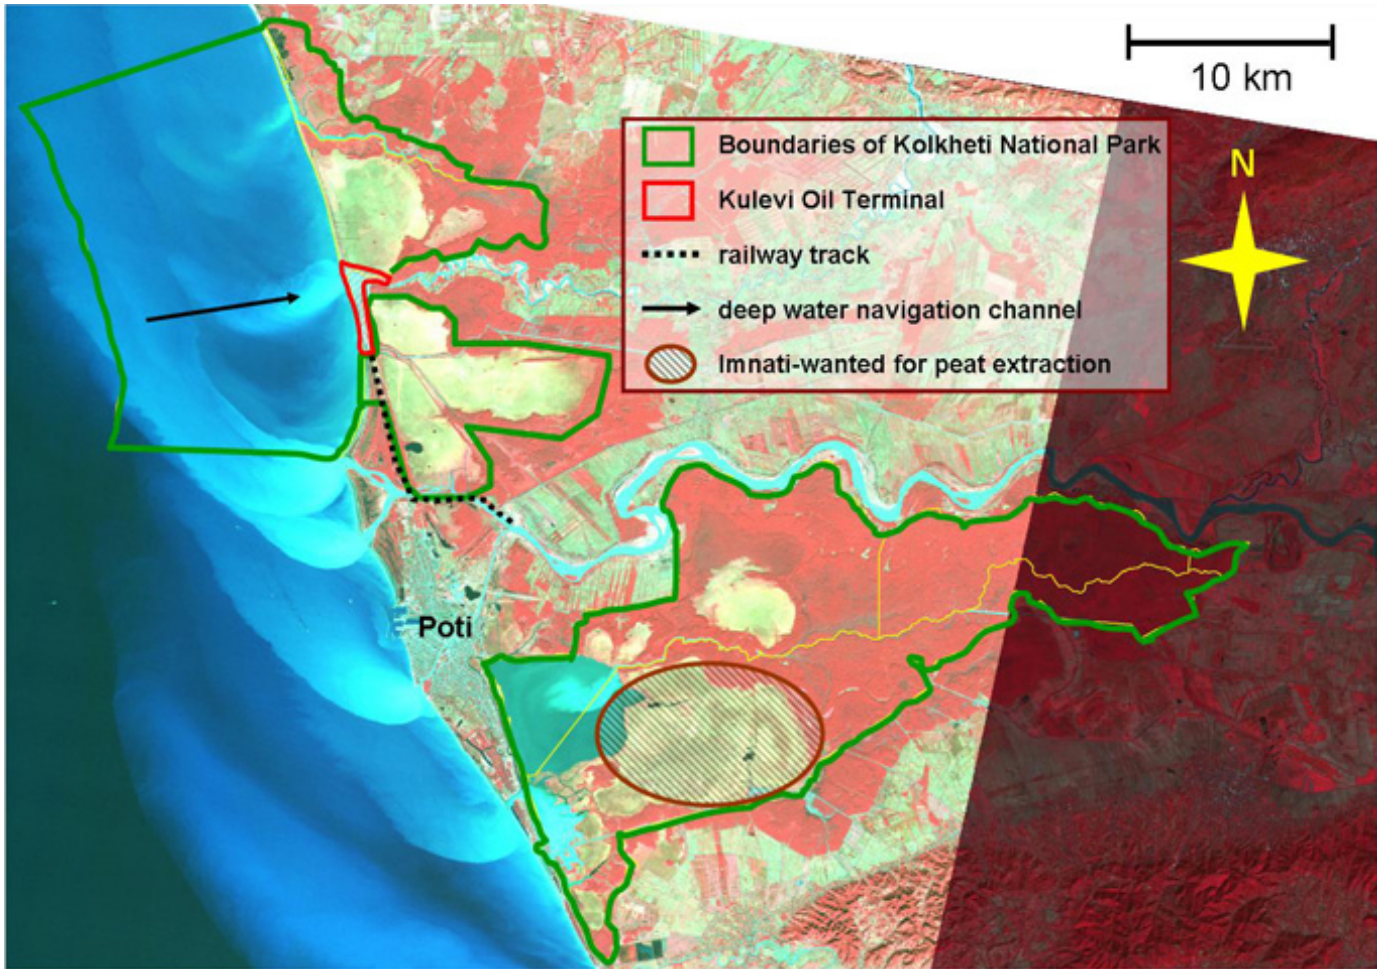 10 km
Boundaries of Kolkheti National Park
Kulevi Oil Terminal
railway track
deep water navigation channel
Imnati-wanted for peat extraction
N
Poti